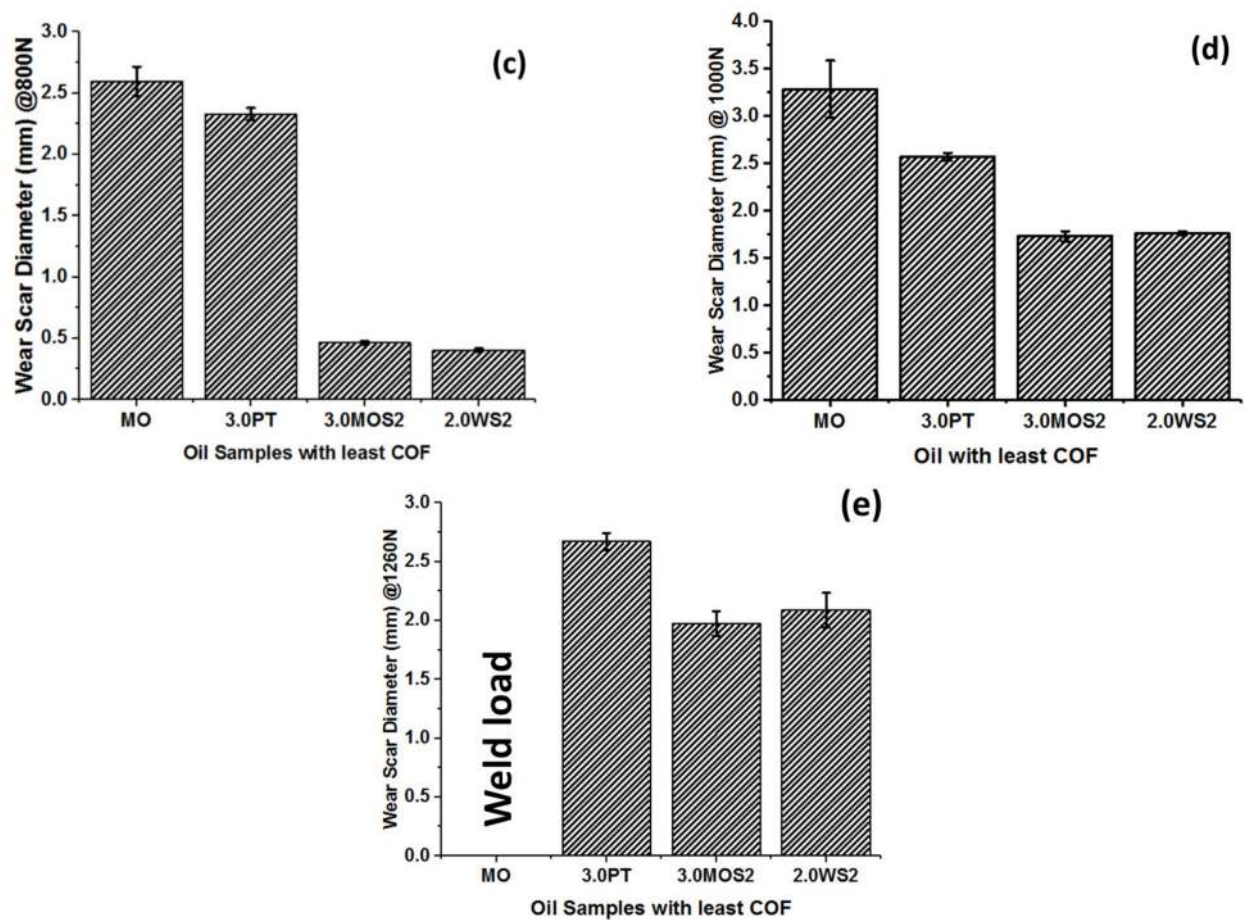 (c)
Wear Scar Diameter (mm) @800N
3.0
2.5
2.0
1.5
1.0
0.5
0.0
MO 3.0PT 3.0MOS2 2.0WS2
Oil Samples with least COF
(d)
Wear Scar Diameter (mm) @ 1000N
4.0
3.5
3.0
2.5
2.0
1.5
1.0
0.5
0.0
MO 3.0PT 3.0MOS2 2.0WS2
Oil with least COF
(e)
Wear Scar Diameter (mm) @1260N
3.0
2.5
2.0
1.5
1.0
0.5
0.0
Weld load
MO 3.0PT 3.0MOS2 2.0WS2
Oil Samples with least COF